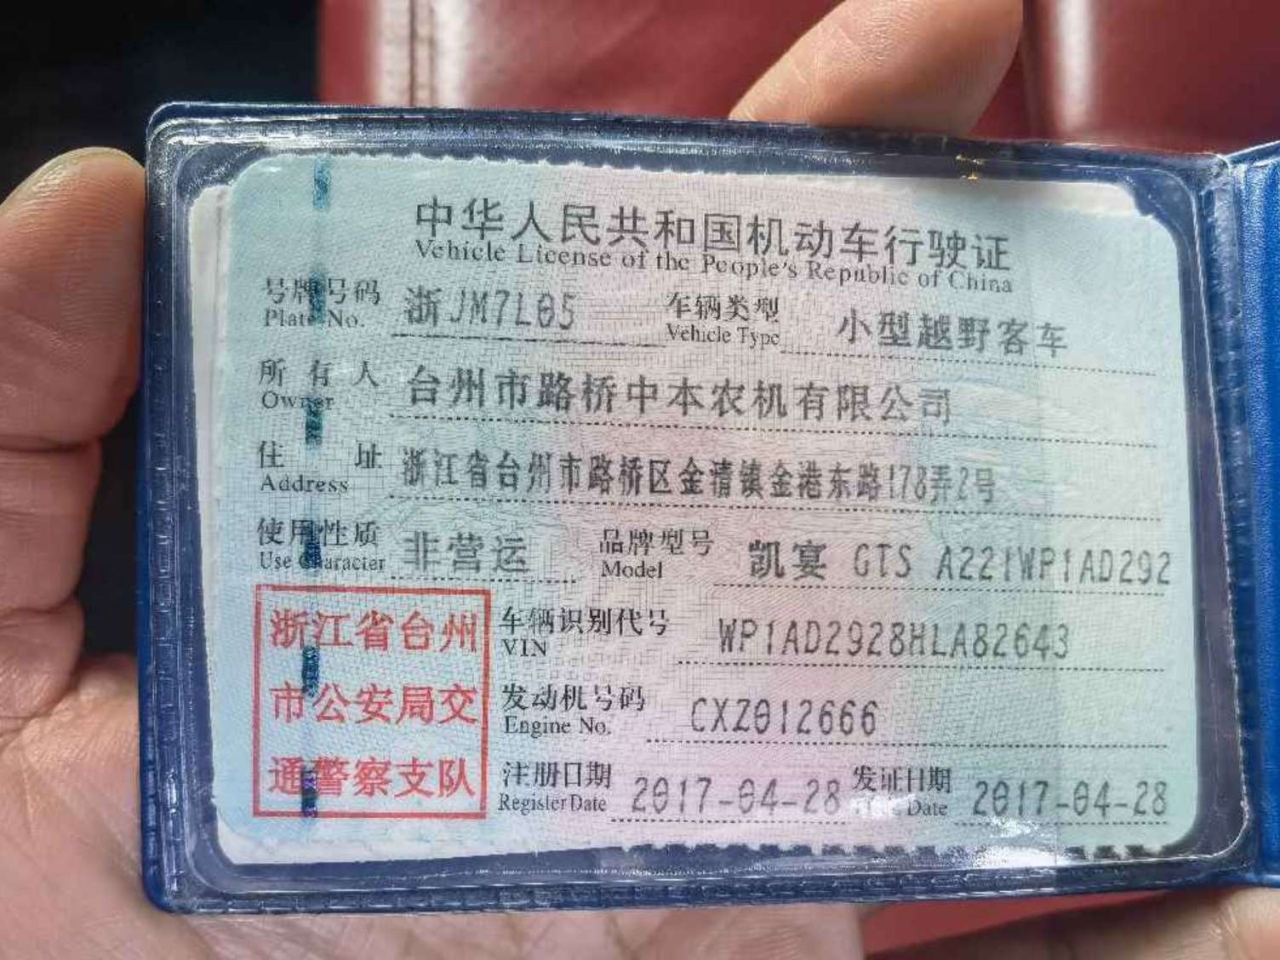 中华人民共和国机动车行驶证
Vehicle License of the People's Republic of China
号牌号码 浙JM7L05 车辆类型 小型越野客车
Plate No. Vehicle Type
所有人 台州市路桥中本农机有限公司
Owner
住址 浙江省台州市路桥区金清镇金港东路178弄2号
Address
使用性质 非营运 品牌型号 凯宴 GTS A221WP1AD292
Use Character Model
浙江省台州
市公安局交
通警察支队
车辆识别代号 WP1AD2928HLA82643
VIN
发动机号码 CXZ012666
Engine No.
注册日期 2017-04-28 发证日期 2017-04-28
Register Date Date